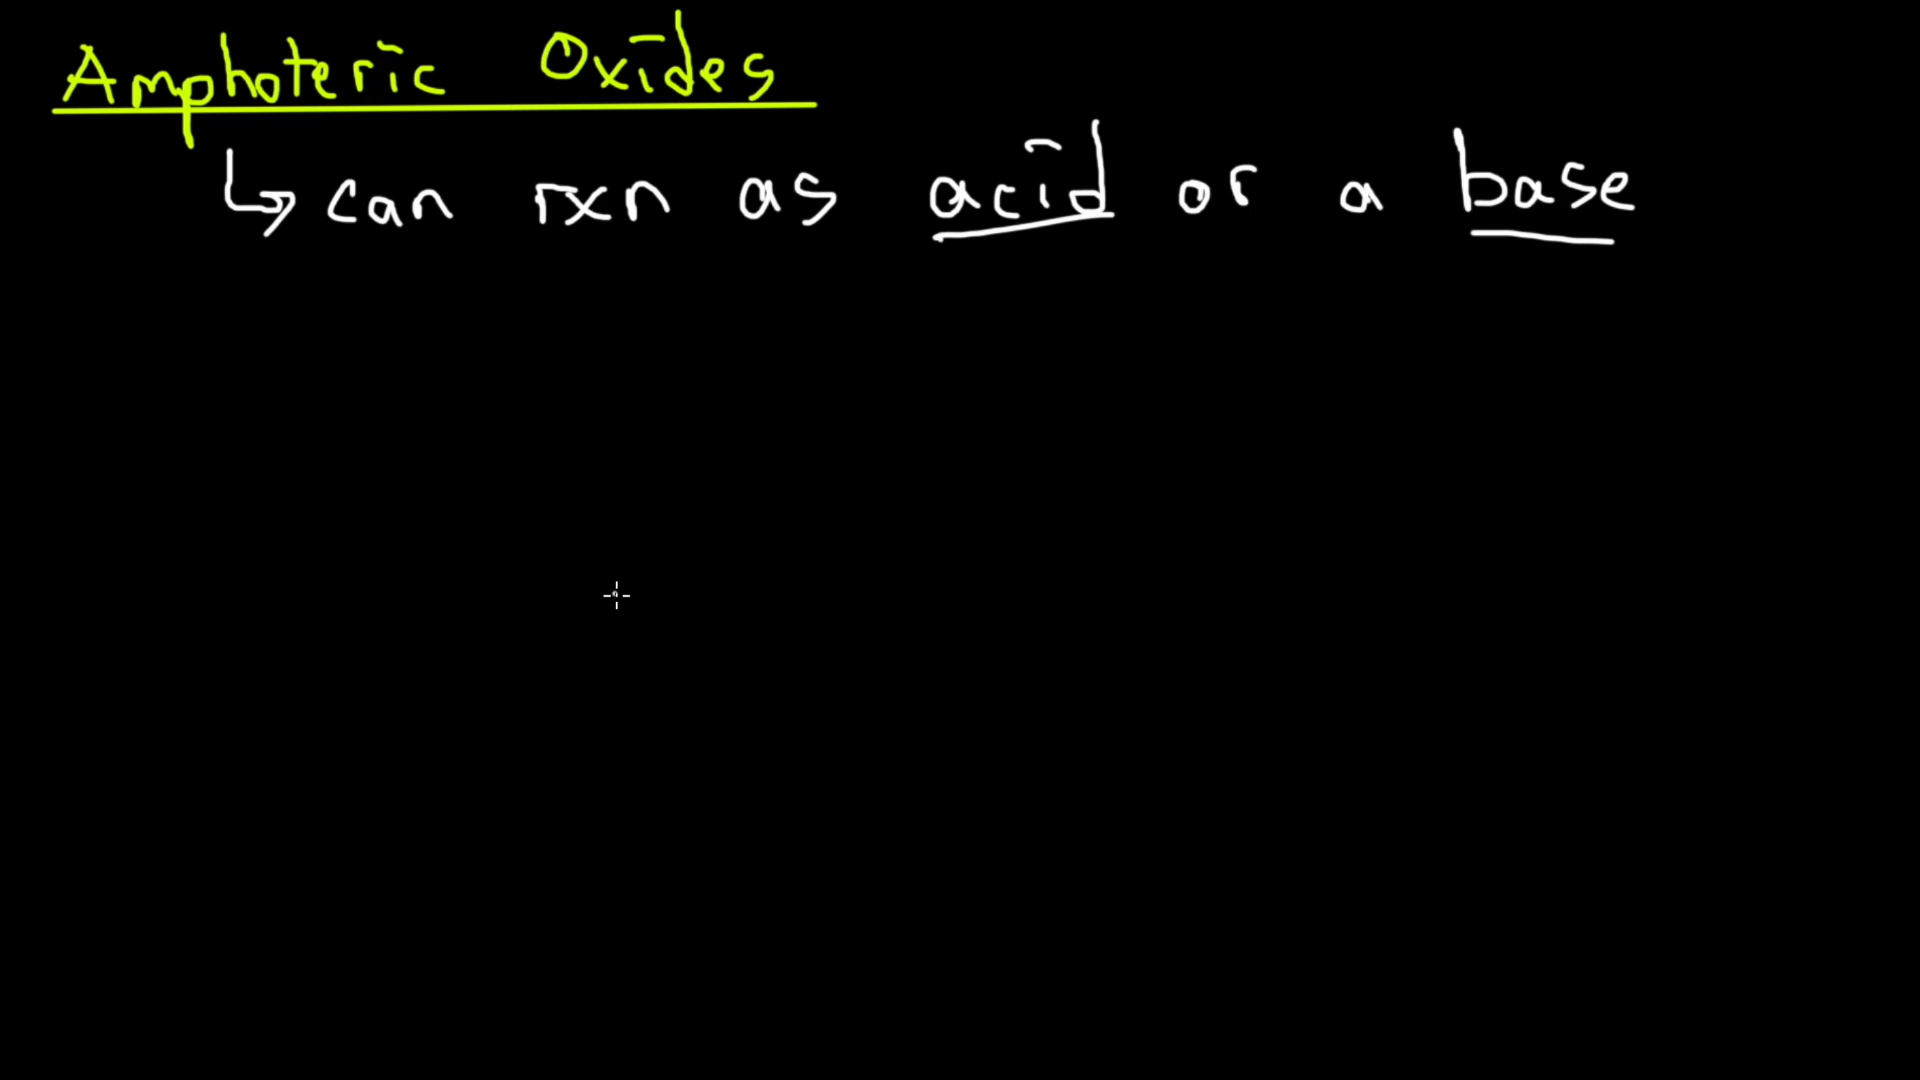 Amphoteric Oxides
↳ can rxn as acid or a base